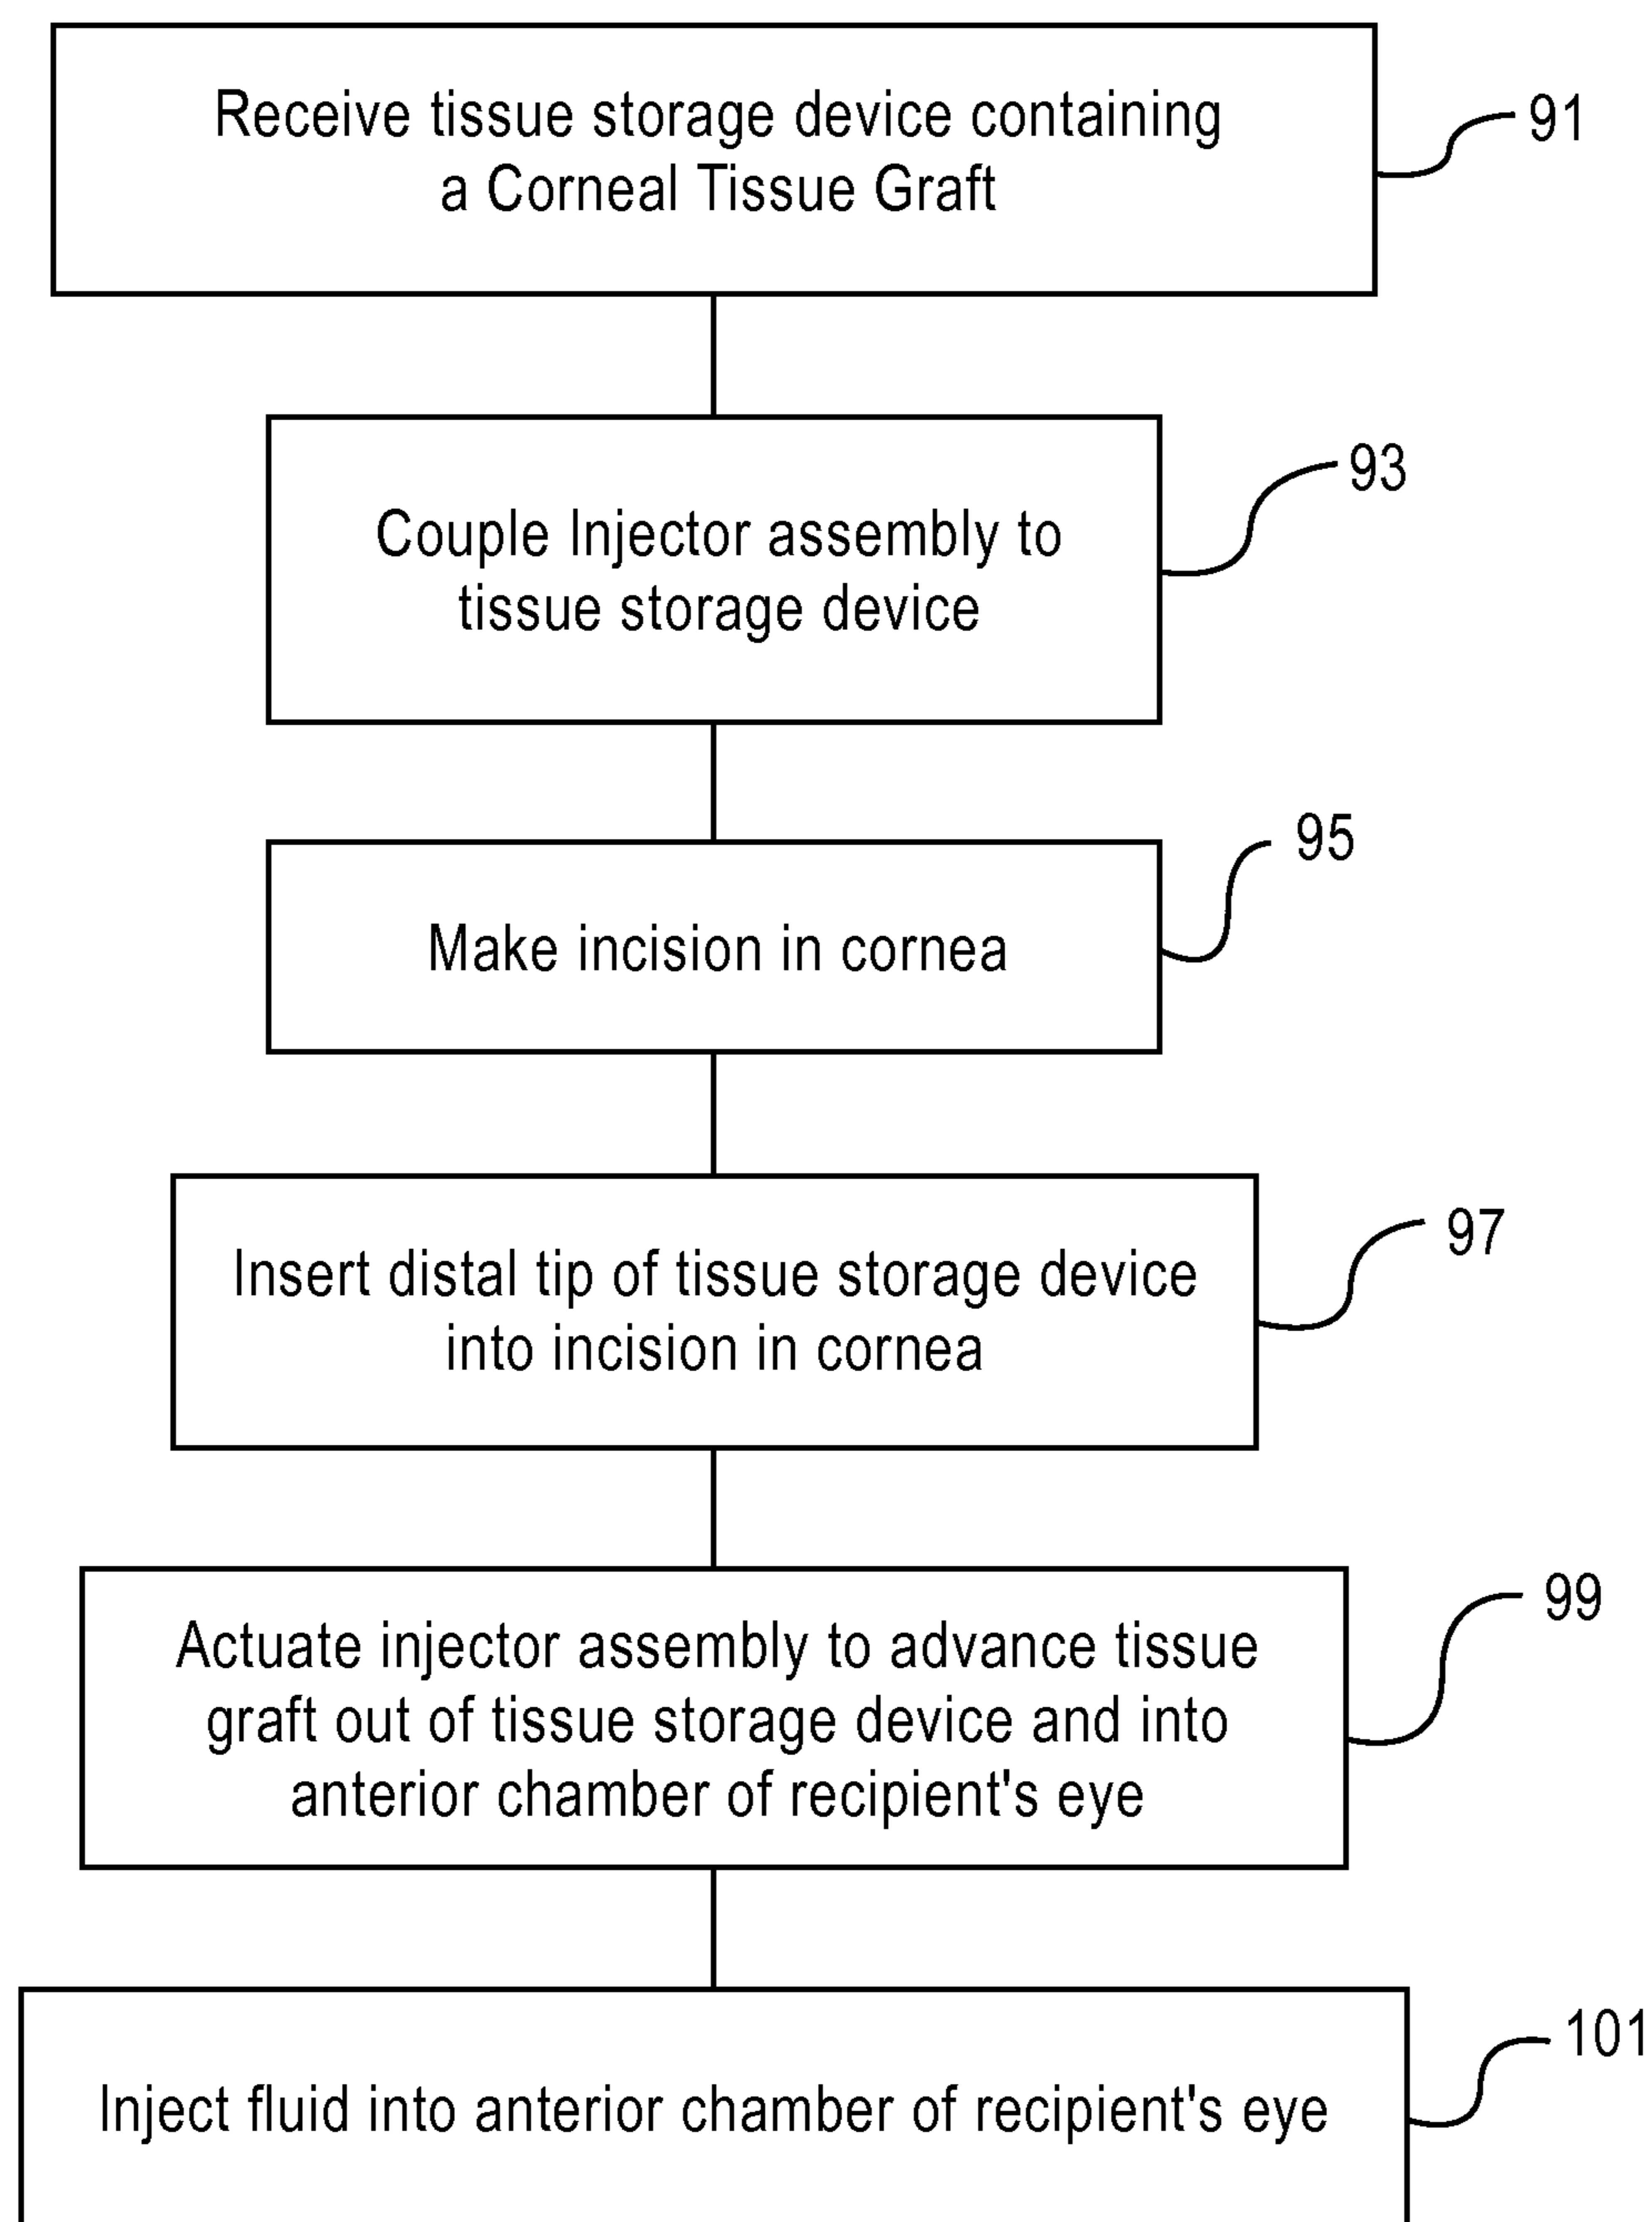 Receive tissue storage device containing
a Corneal Tissue Graft
91
Couple Injector assembly to
tissue storage device
93
Make incision in cornea
95
Insert distal tip of tissue storage device
into incision in cornea
97
Actuate injector assembly to advance tissue
graft out of tissue storage device and into
anterior chamber of recipient's eye
99
Inject fluid into anterior chamber of recipient's eye
101